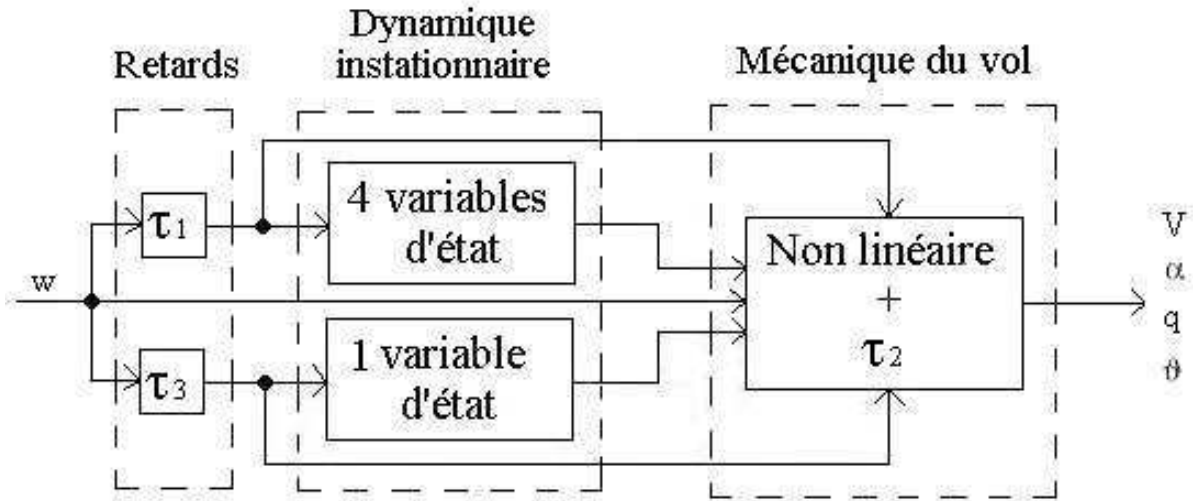 Retards
Dynamique
instationnaire
Mécanique du vol
w
τ1
τ3
4 variables
d'état
1 variable
d'état
Non linéaire
+
τ2
V
α
q
ϑ